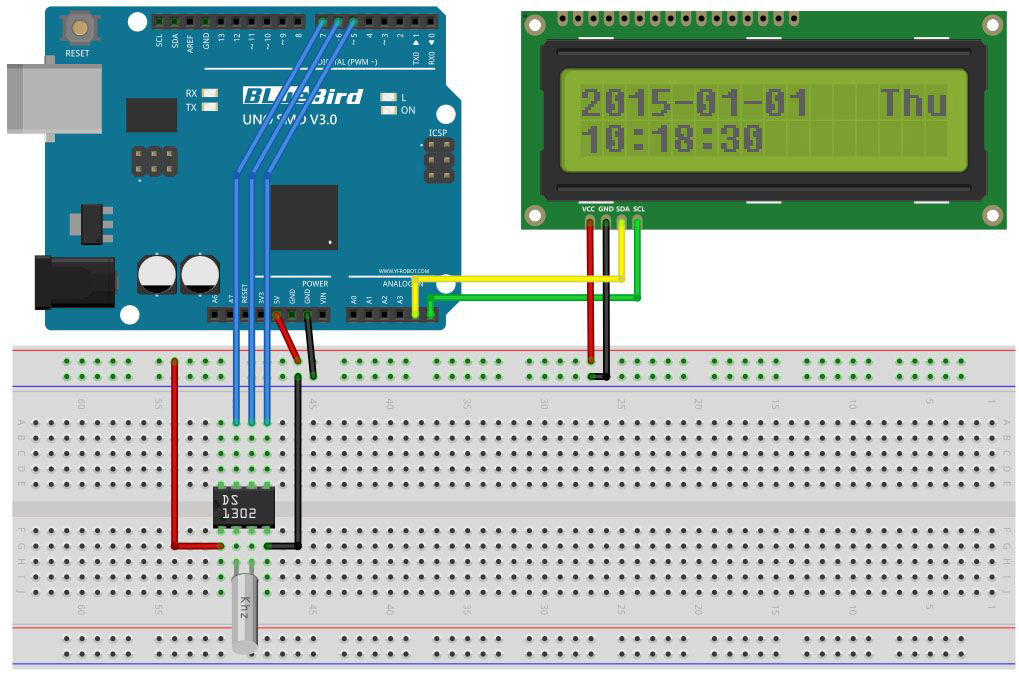 RESET
SCL SDA AREF GND 13 12 ~11 ~10 ~9 8
7 6 ~5 4 ~3 2 TX0 ▶ 1 RX0 ◀ 0
DIGITAL (PWM ~)
RX
TX
BLUEBird
UNO SMD V3.0
L
ON
ICSP
2015-01-01 Thu
10:18:30
VCC GND SDA SCL
WWW.YFROBOT.COM
POWER
ANALOG IN
A6 A7 RESET 3V3 5V GND GND VIN
A0 A1 A2 A3
60 55 45 40 35 30 25 20 15 10 5 1
A A
B B
C C
D D
E E
DS
1302
F F
G G
H H
I I
J J
Khz
60 55 45 40 35 30 25 20 15 10 5 1